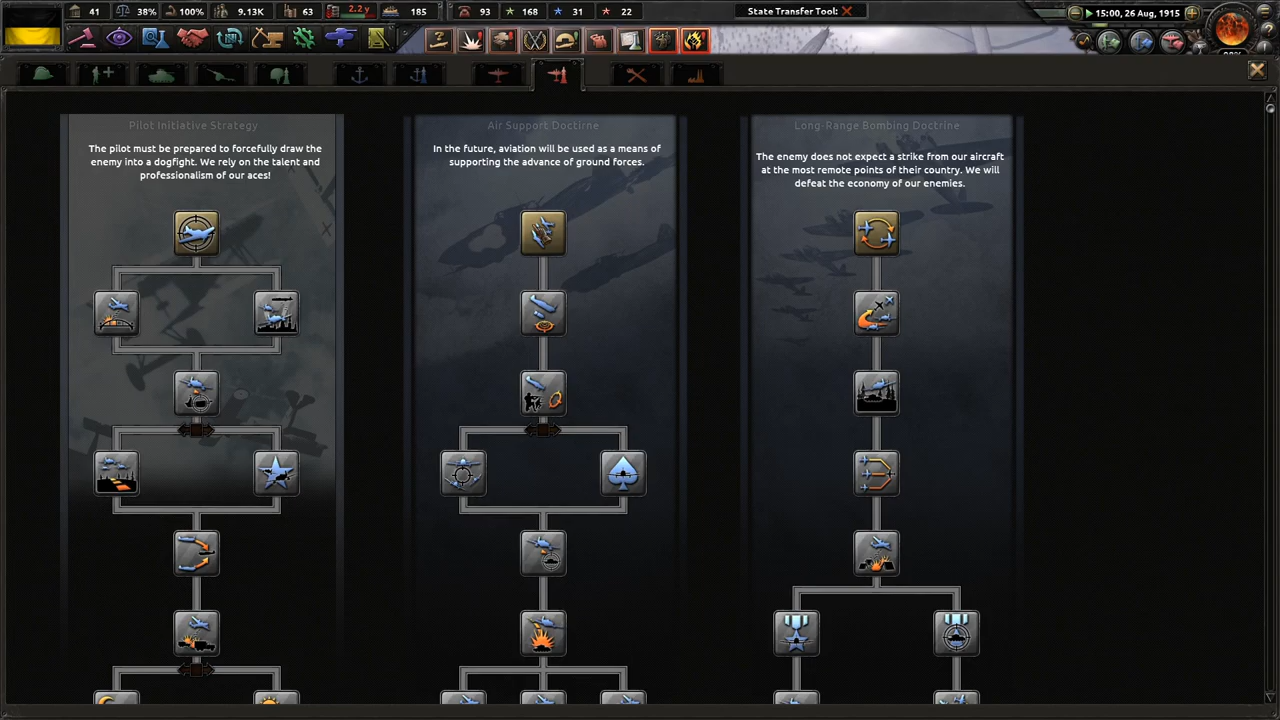 41 38% 100% 9.13K 63 2.2 y 185 93 168 31 22 State Transfer Tool: 15:00, 26 Aug, 1915
Pilot Initiative Strategy
The pilot must be prepared to forcefully draw the
enemy into a dogfight. We rely on the talent and
professionalism of our aces!
Air Support Doctirne
In the future, aviation will be used as a means of
supporting the advance of ground forces.
Long-Range Bombing Doctrine
The enemy does not expect a strike from our aircraft
at the most remote points of their country. We will
defeat the economy of our enemies.